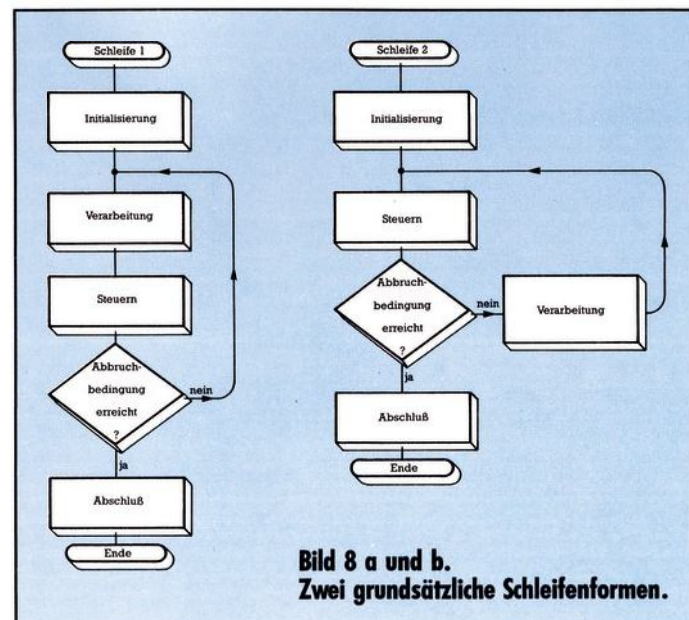 Schleife 1
Initialisierung
Verarbeitung
Steuern
Abbruch-
bedingung
erreicht
?
nein
ja
Abschluß
Ende
Schleife 2
Initialisierung
Steuern
Abbruch-
bedingung
erreicht
?
nein
Verarbeitung
ja
Abschluß
Ende
Bild 8 a und b.
Zwei grundsätzliche Schleifenformen.